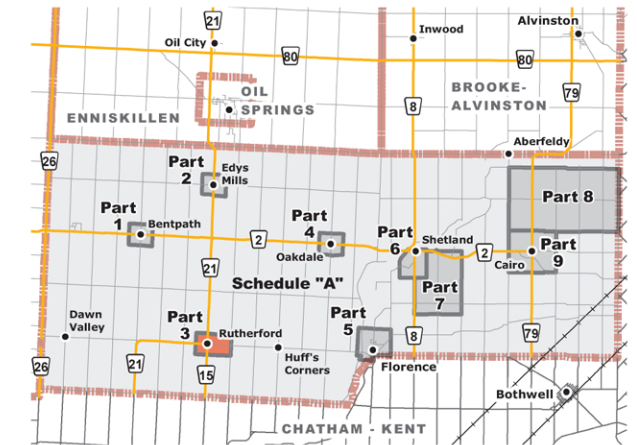 21
Inwood
Alvinston
Oil City
80
80
OIL
SPRINGS
BROOKE-
ALVINSTON
79
8
ENNISKILLEN
Aberfeldy
26
Part
2
Edys
Mills
Part 8
Part
1
Bentpath
Part
4
Part
6
Shetland
2
Oakdale
2
Part
9
Cairo
21
Schedule "A"
Part
7
Dawn
Valley
Part
3
Rutherford
Part
5
8
79
26
21
15
Huff's
Corners
Florence
Bothwell
CHATHAM - KENT